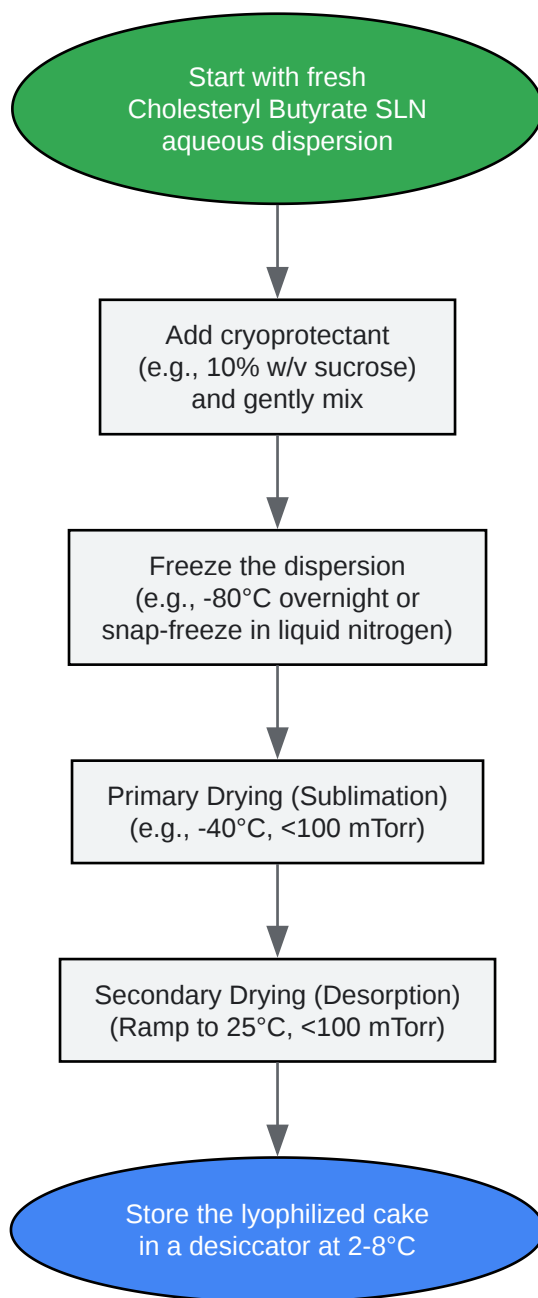 Start with fresh
Cholesteryl Butyrate SLN
aqueous dispersion
Add cryoprotectant
(e.g., 10% w/v sucrose)
and gently mix
Freeze the dispersion
(e.g., -80°C overnight or
snap-freeze in liquid nitrogen)
Primary Drying (Sublimation)
(e.g., -40°C, <100 mTorr)
Secondary Drying (Desorption)
(Ramp to 25°C, <100 mTorr)
Store the lyophilized cake
in a desiccator at 2-8°C